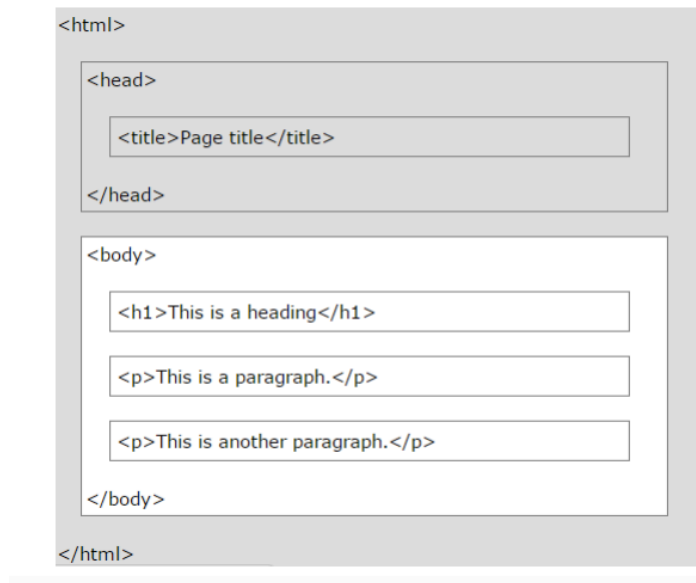 <html>
<head>
<title>Page title</title>
</head>
<body>
<h1>This is a heading</h1>
<p>This is a paragraph.</p>
<p>This is another paragraph.</p>
</body>
</html>